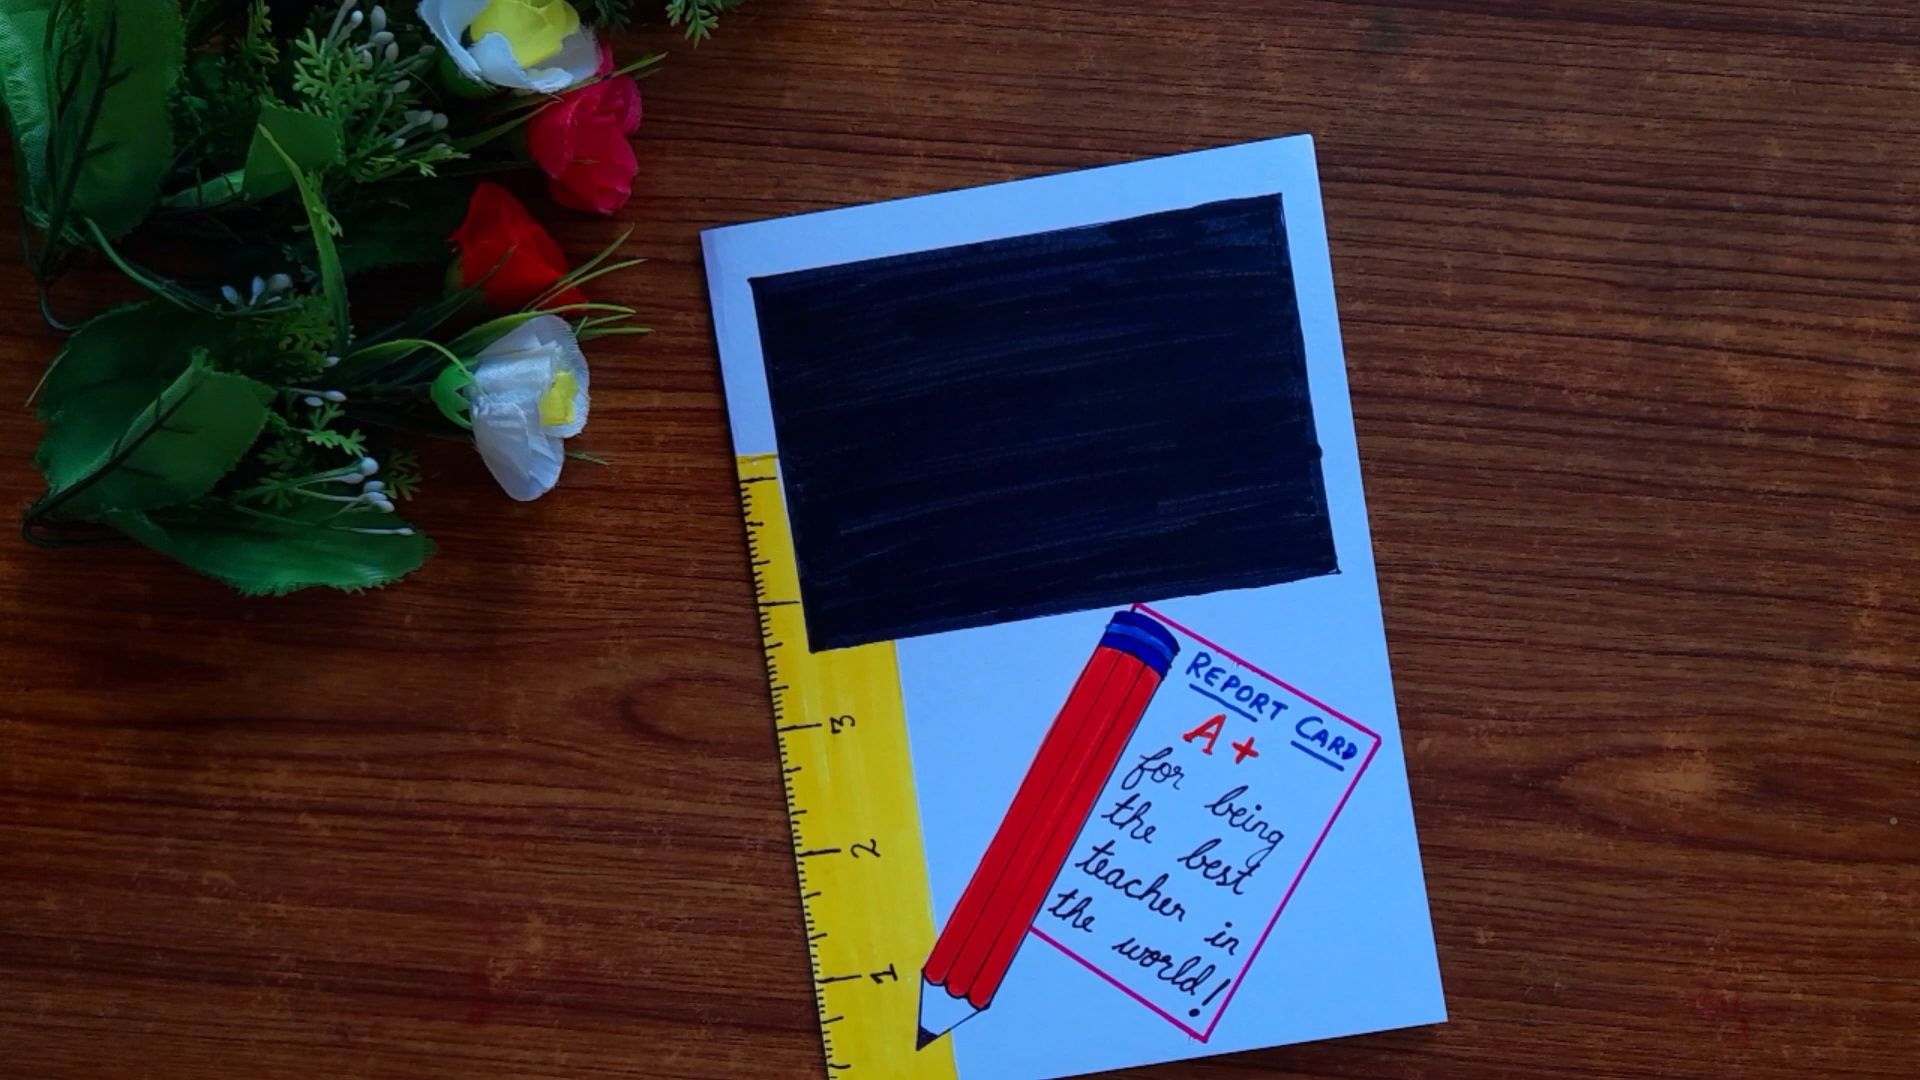 REPORT CARD
A+
for being
the best
teacher in
the world!
3
2
1